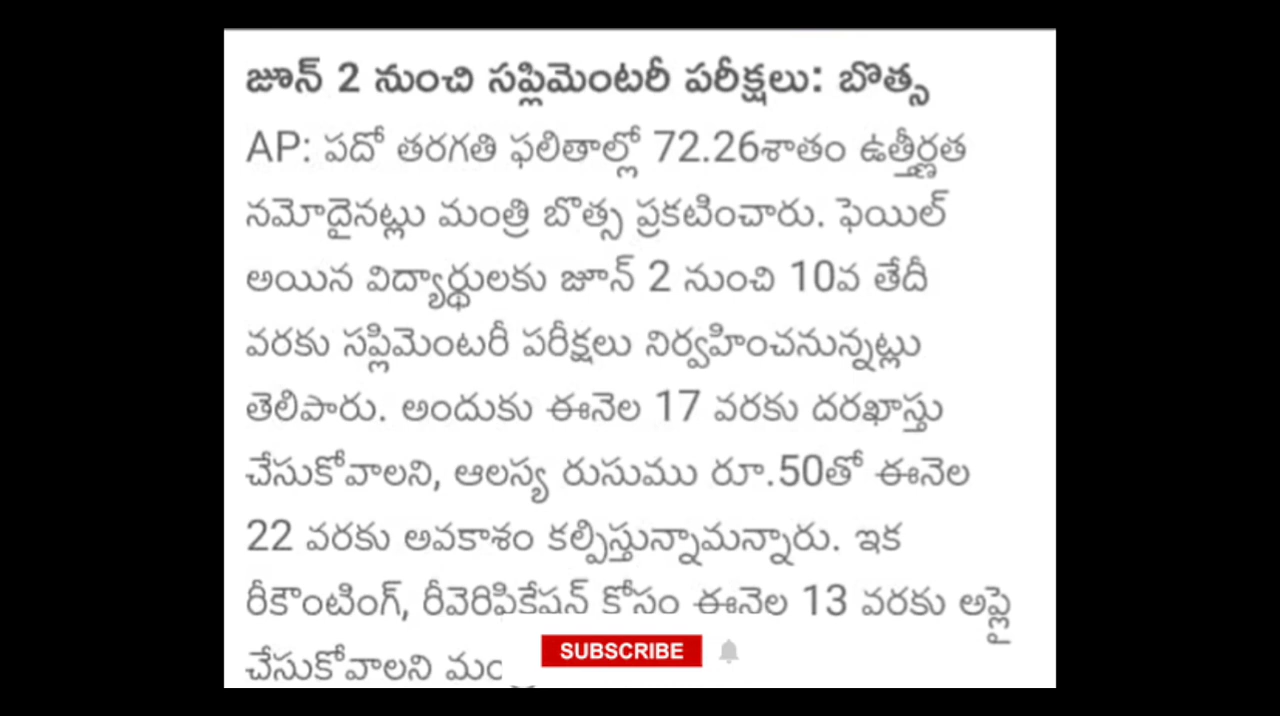 జూన్ 2 నుంచి సప్లిమెంటరీ పరీక్షలు: బొత్స
AP: పదో తరగతి ఫలితాల్లో 72.26శాతం ఉత్తీర్ణత
నమోదైనట్లు మంత్రి బొత్స ప్రకటించారు. ఫెయిల్
అయిన విద్యార్థులకు జూన్ 2 నుంచి 10వ తేదీ
వరకు సప్లిమెంటరీ పరీక్షలు నిర్వహించనున్నట్లు
తెలిపారు. అందుకు ఈనెల 17 వరకు దరఖాస్తు
చేసుకోవాలని, ఆలస్య రుసుము రూ.50తో ఈనెల
22 వరకు అవకాశం కల్పిస్తున్నామన్నారు. ఇక
రీకౌంటింగ్, రీవెరిఫికేషన్ కోసం ఈనెల 13 వరకు అప్లై
చేసుకోవాలని
SUBSCRIBE